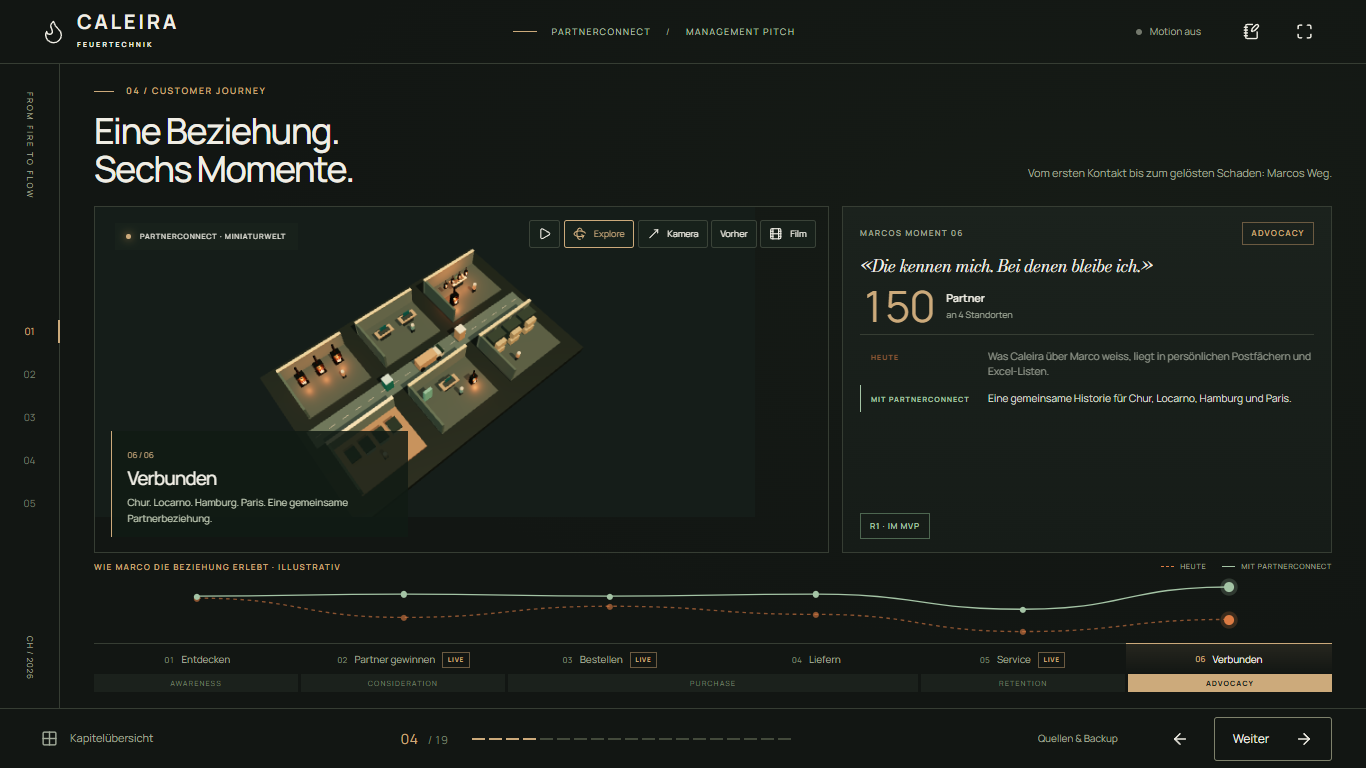 CALEIRA
FEUERTECHNIK
PARTNERCONNECT / MANAGEMENT PITCH
Motion aus
FROM FIRE TO FLOW
01
02
03
04
05
CH / 2026
04 / CUSTOMER JOURNEY
Eine Beziehung.
Sechs Momente.
Vom ersten Kontakt bis zum gelösten Schaden: Marcos Weg.
PARTNERCONNECT · MINIATURWELT
Explore
Kamera
Vorher
Film
06 / 06
Verbunden
Chur. Locarno. Hamburg. Paris. Eine gemeinsame
Partnerbeziehung.
MARCOS MOMENT 06
ADVOCACY
«Die kennen mich. Bei denen bleibe ich.»
150
Partner
an 4 Standorten
HEUTE
Was Caleira über Marco weiss, liegt in persönlichen Postfächern und
Excel-Listen.
MIT PARTNERCONNECT
Eine gemeinsame Historie für Chur, Locarno, Hamburg und Paris.
R1 · IM MVP
WIE MARCO DIE BEZIEHUNG ERLEBT · ILLUSTRATIV
HEUTE
MIT PARTNERCONNECT
01 Entdecken
02 Partner gewinnen LIVE
03 Bestellen LIVE
04 Liefern
05 Service LIVE
06 Verbunden
AWARENESS
CONSIDERATION
PURCHASE
RETENTION
ADVOCACY
Kapitelübersicht
04 / 19
Quellen & Backup
Weiter